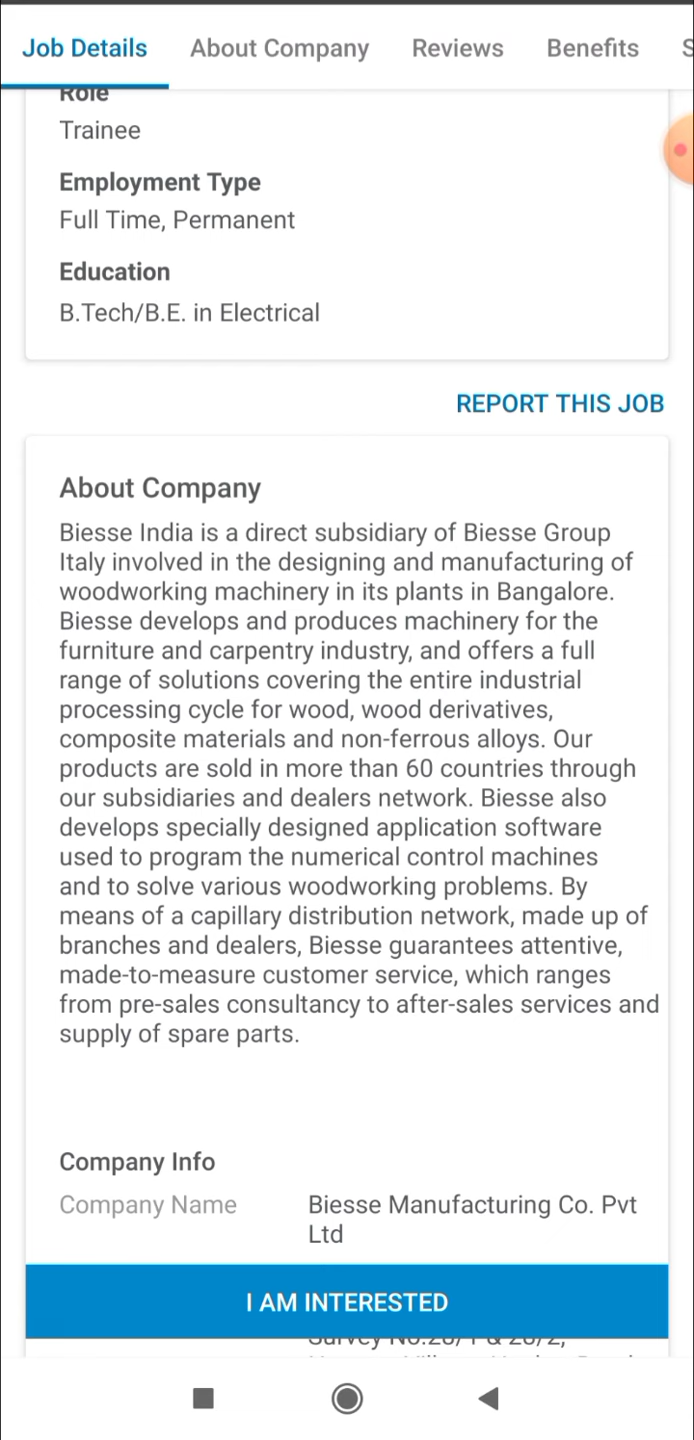 Job Details About Company Reviews Benefits S
Role
Trainee
Employment Type
Full Time, Permanent
Education
B.Tech/B.E. in Electrical
REPORT THIS JOB
About Company
Biesse India is a direct subsidiary of Biesse Group
Italy involved in the designing and manufacturing of
woodworking machinery in its plants in Bangalore.
Biesse develops and produces machinery for the
furniture and carpentry industry, and offers a full
range of solutions covering the entire industrial
processing cycle for wood, wood derivatives,
composite materials and non-ferrous alloys. Our
products are sold in more than 60 countries through
our subsidiaries and dealers network. Biesse also
develops specially designed application software
used to program the numerical control machines
and to solve various woodworking problems. By
means of a capillary distribution network, made up of
branches and dealers, Biesse guarantees attentive,
made-to-measure customer service, which ranges
from pre-sales consultancy to after-sales services and
supply of spare parts.
Company Info
Company Name Biesse Manufacturing Co. Pvt
Ltd
I AM INTERESTED